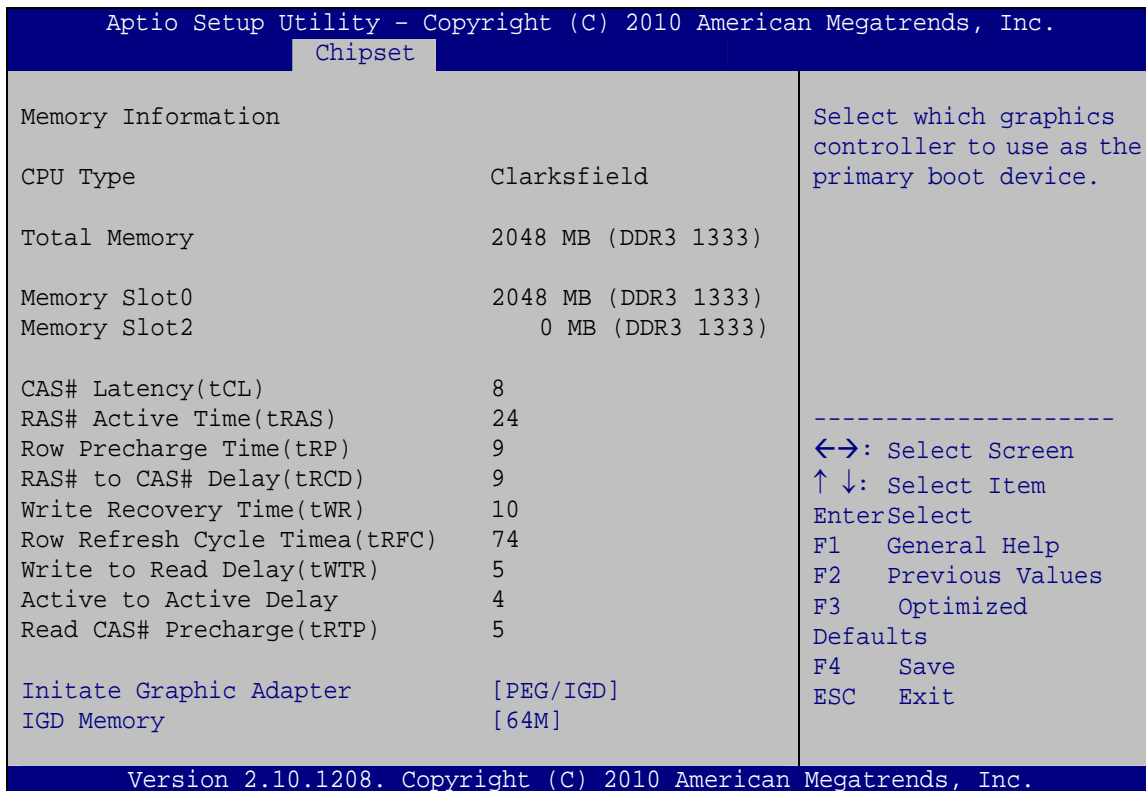 Aptio Setup Utility – Copyright (C) 2010 American Megatrends, Inc.
Chipset
Memory Information
CPU Type Clarksfield
Total Memory 2048 MB (DDR3 1333)
Memory Slot0 2048 MB (DDR3 1333)
Memory Slot2 0 MB (DDR3 1333)
CAS# Latency(tCL) 8
RAS# Active Time(tRAS) 24
Row Precharge Time(tRP) 9
RAS# to CAS# Delay(tRCD) 9
Write Recovery Time(tWR) 10
Row Refresh Cycle Timea(tRFC) 74
Write to Read Delay(tWTR) 5
Active to Active Delay 4
Read CAS# Precharge(tRTP) 5
Initate Graphic Adapter [PEG/IGD]
IGD Memory [64M]
Select which graphics
controller to use as the
primary boot device.
---------------------
←→: Select Screen
↑ ↓: Select Item
EnterSelect
F1 General Help
F2 Previous Values
F3 Optimized
Defaults
F4 Save
ESC Exit
Version 2.10.1208. Copyright (C) 2010 American Megatrends, Inc.